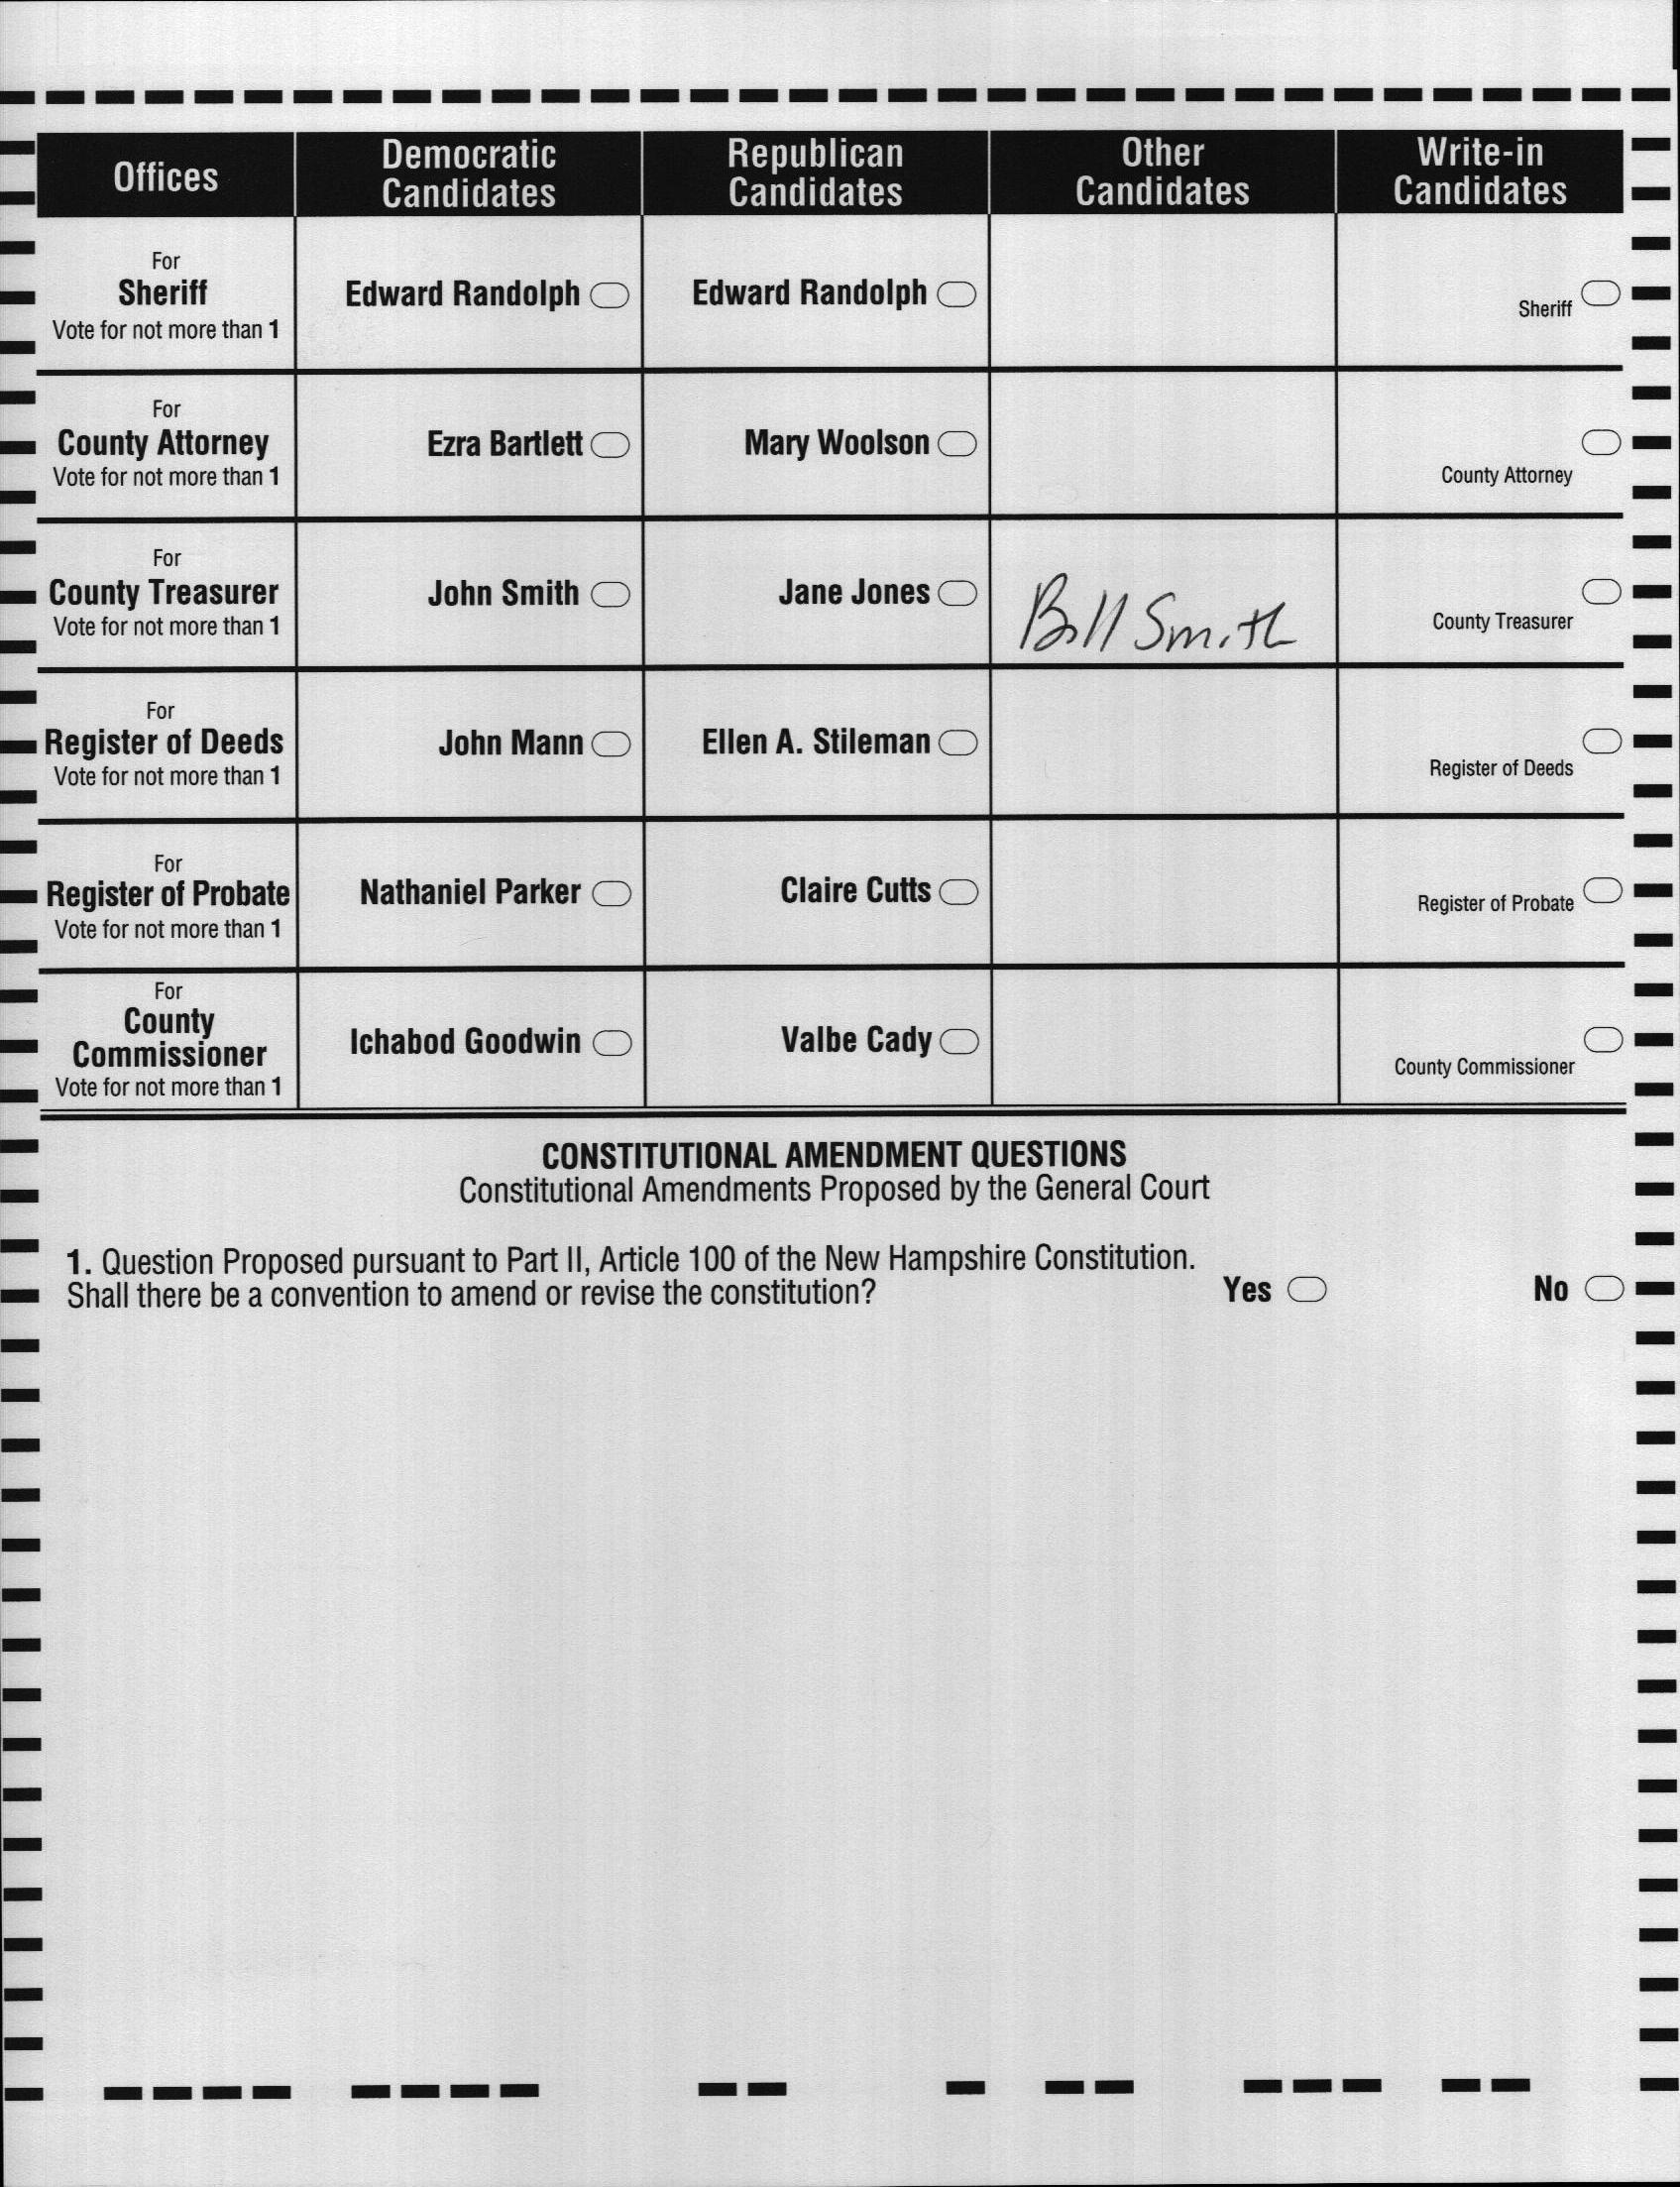 Offices
Democratic
Candidates
Republican
Candidates
Other
Candidates
Write-in
Candidates
For
Sheriff
Vote for not more than 1
Edward Randolph
Edward Randolph
Sheriff
For
County Attorney
Vote for not more than 1
Ezra Bartlett
Mary Woolson
County Attorney
For
County Treasurer
Vote for not more than 1
John Smith
Jane Jones
Bill Smith
County Treasurer
For
Register of Deeds
Vote for not more than 1
John Mann
Ellen A. Stileman
Register of Deeds
For
Register of Probate
Vote for not more than 1
Nathaniel Parker
Claire Cutts
Register of Probate
For
County
Commissioner
Vote for not more than 1
Ichabod Goodwin
Valbe Cady
County Commissioner
CONSTITUTIONAL AMENDMENT QUESTIONS
Constitutional Amendments Proposed by the General Court
1. Question Proposed pursuant to Part II, Article 100 of the New Hampshire Constitution.
Shall there be a convention to amend or revise the constitution?
Yes
No